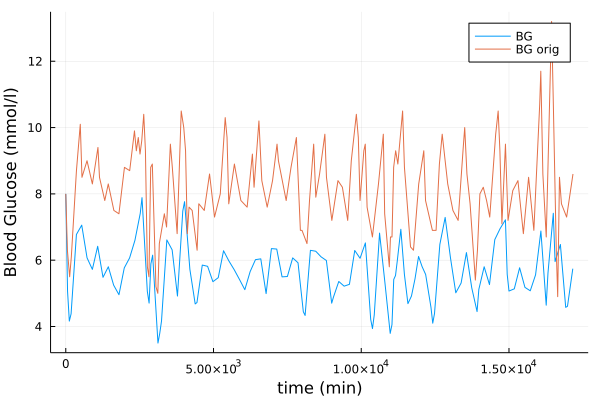 BG
BG orig
12
10
8
6
4
Blood Glucose (mmol/l)
0 5.00×10³ 1.00×10⁴ 1.50×10⁴
time (min)